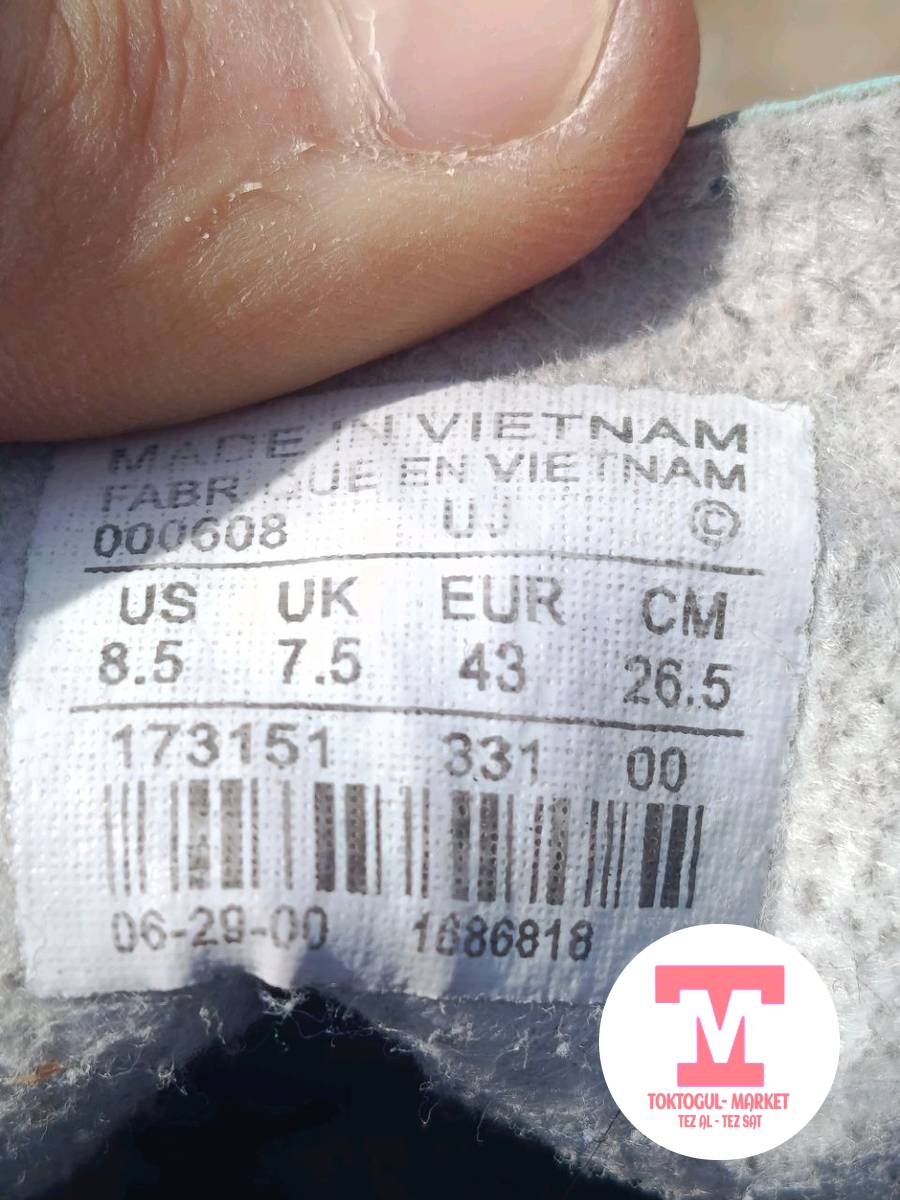 MADE IN VIETNAM
FABRIQUE EN VIETNAM
000608 UJ ©
US UK EUR CM
8.5 7.5 43 26.5
173151 331 00
06-29-00 1686818
TM
TOKTOGUL- MARKET
TEZ AL - TEZ SAT